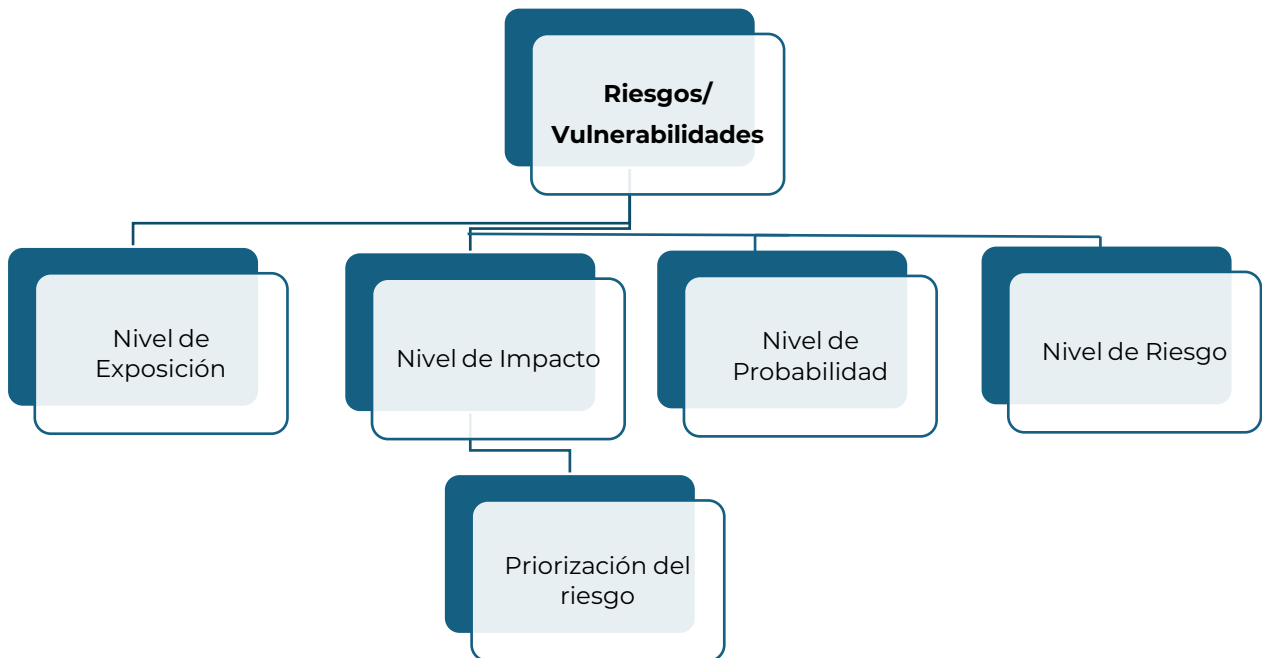 Riesgos/
Vulnerabilidades
Nivel de
Exposición
Nivel de Impacto
Nivel de
Probabilidad
Nivel de Riesgo
Priorización del
riesgo